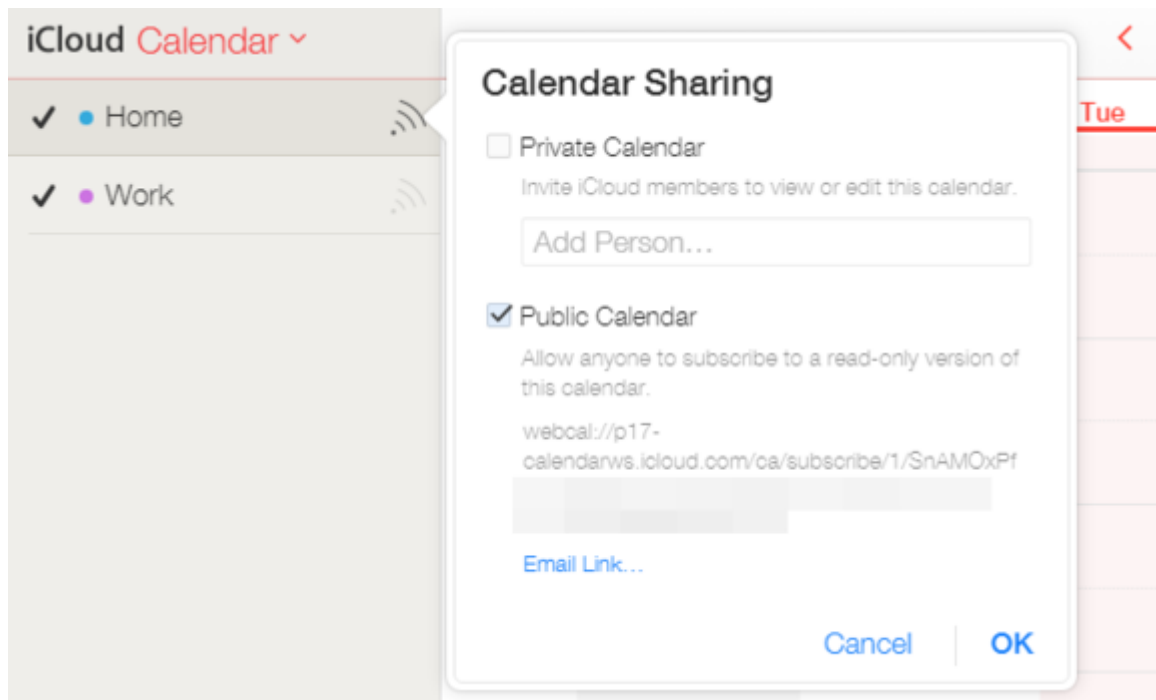 iCloud Calendar
Home
Work
Calendar Sharing
Private Calendar
Invite iCloud members to view or edit this calendar.
Add Person...
Public Calendar
Allow anyone to subscribe to a read-only version of
this calendar.
webcal://p17-
calendarws.icloud.com/ca/subscribe/1/SnAMOxPf
Email Link...
Cancel
OK
Tue